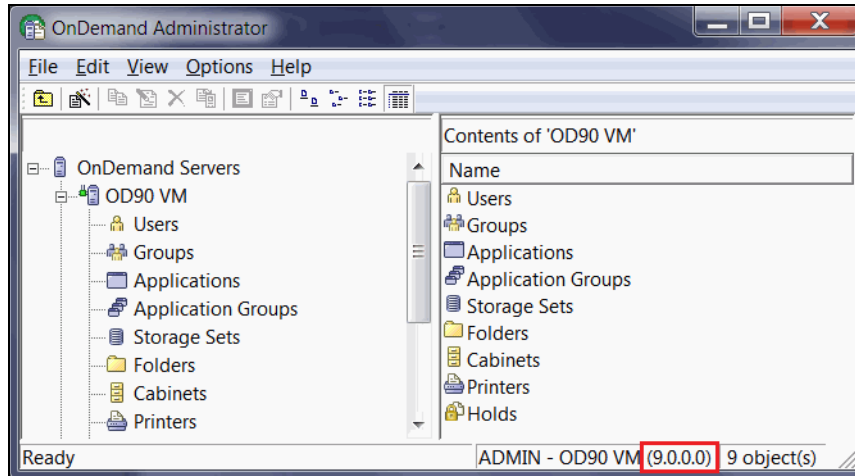 OnDemand Administrator
File Edit View Options Help
Contents of 'OD90 VM'
OnDemand Servers
OD90 VM
Users
Groups
Applications
Application Groups
Storage Sets
Folders
Cabinets
Printers
Name
Users
Groups
Applications
Application Groups
Storage Sets
Folders
Cabinets
Printers
Holds
Ready
ADMIN - OD90 VM (9.0.0.0) 9 object(s)